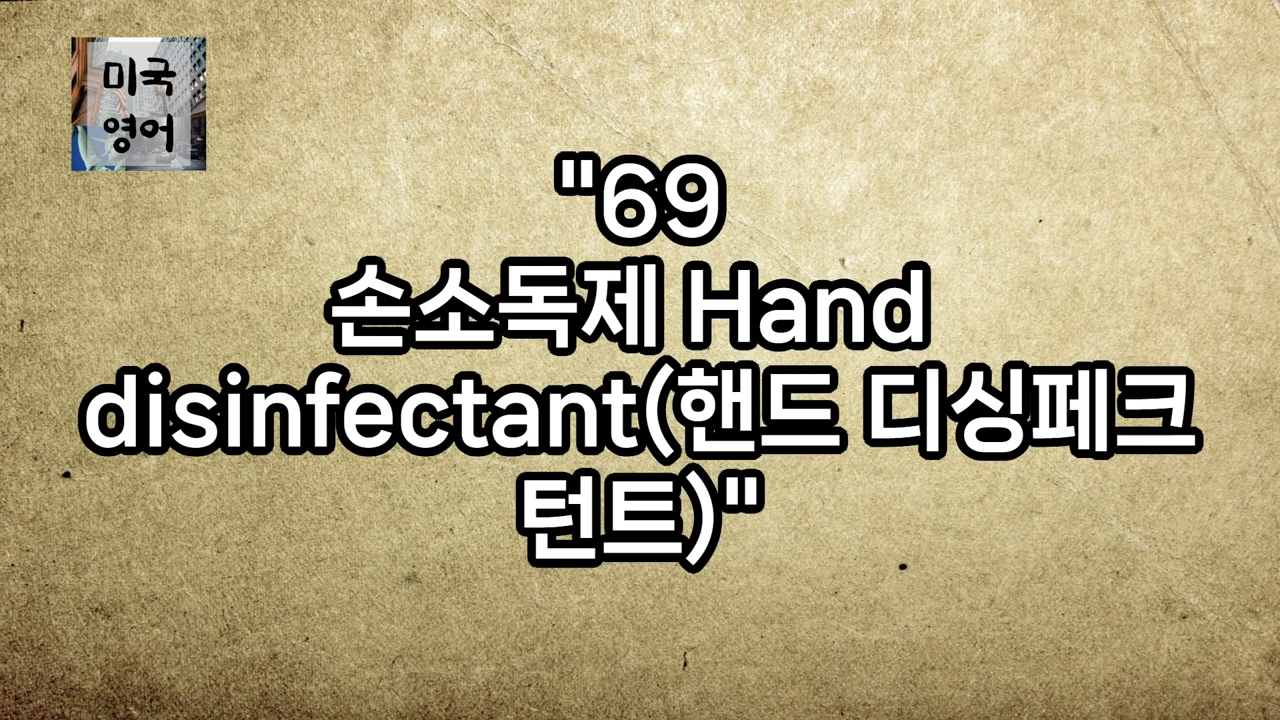 미국
영어
"69
손소독제 Hand
disinfectant(핸드 디싱페크
턴트)"